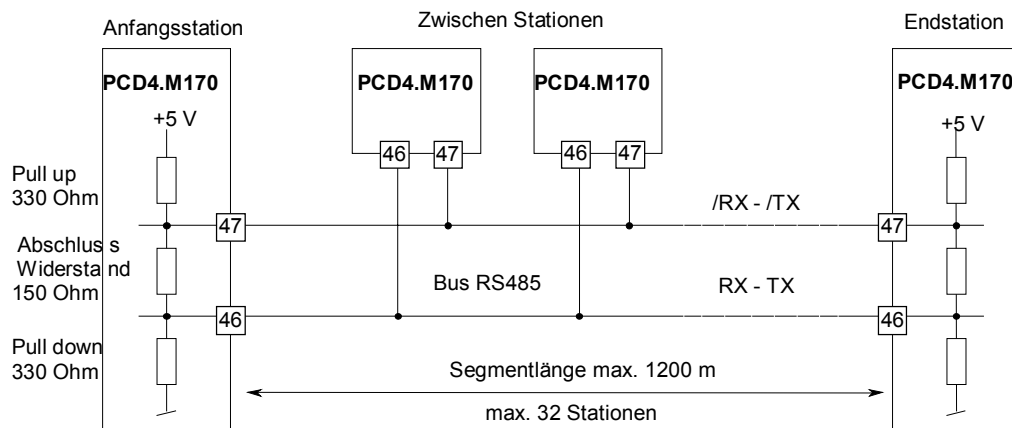 Anfangsstation
Zwischen Stationen
Endstation
PCD4.M170
PCD4.M170
PCD4.M170
PCD4.M170
+5 V
+5 V
46
47
46
47
Pull up
330 Ohm
/RX - /TX
47
47
Abschluss
Widerstand
150 Ohm
Bus RS485
RX - TX
46
46
Pull down
330 Ohm
Segmentlänge max. 1200 m
max. 32 Stationen